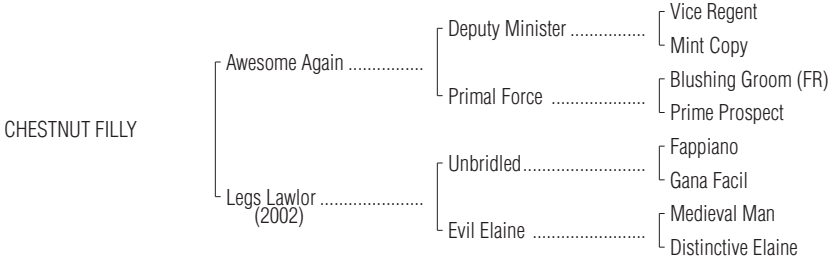 Vice Regent
Deputy Minister ................
Mint Copy
Awesome Again ................
Blushing Groom (FR)
Primal Force ....................
Prime Prospect
CHESTNUT FILLY
Fappiano
Unbridled..........................
Gana Facil
Legs Lawlor ......................
(2002)
Medieval Man
Evil Elaine ........................
Distinctive Elaine